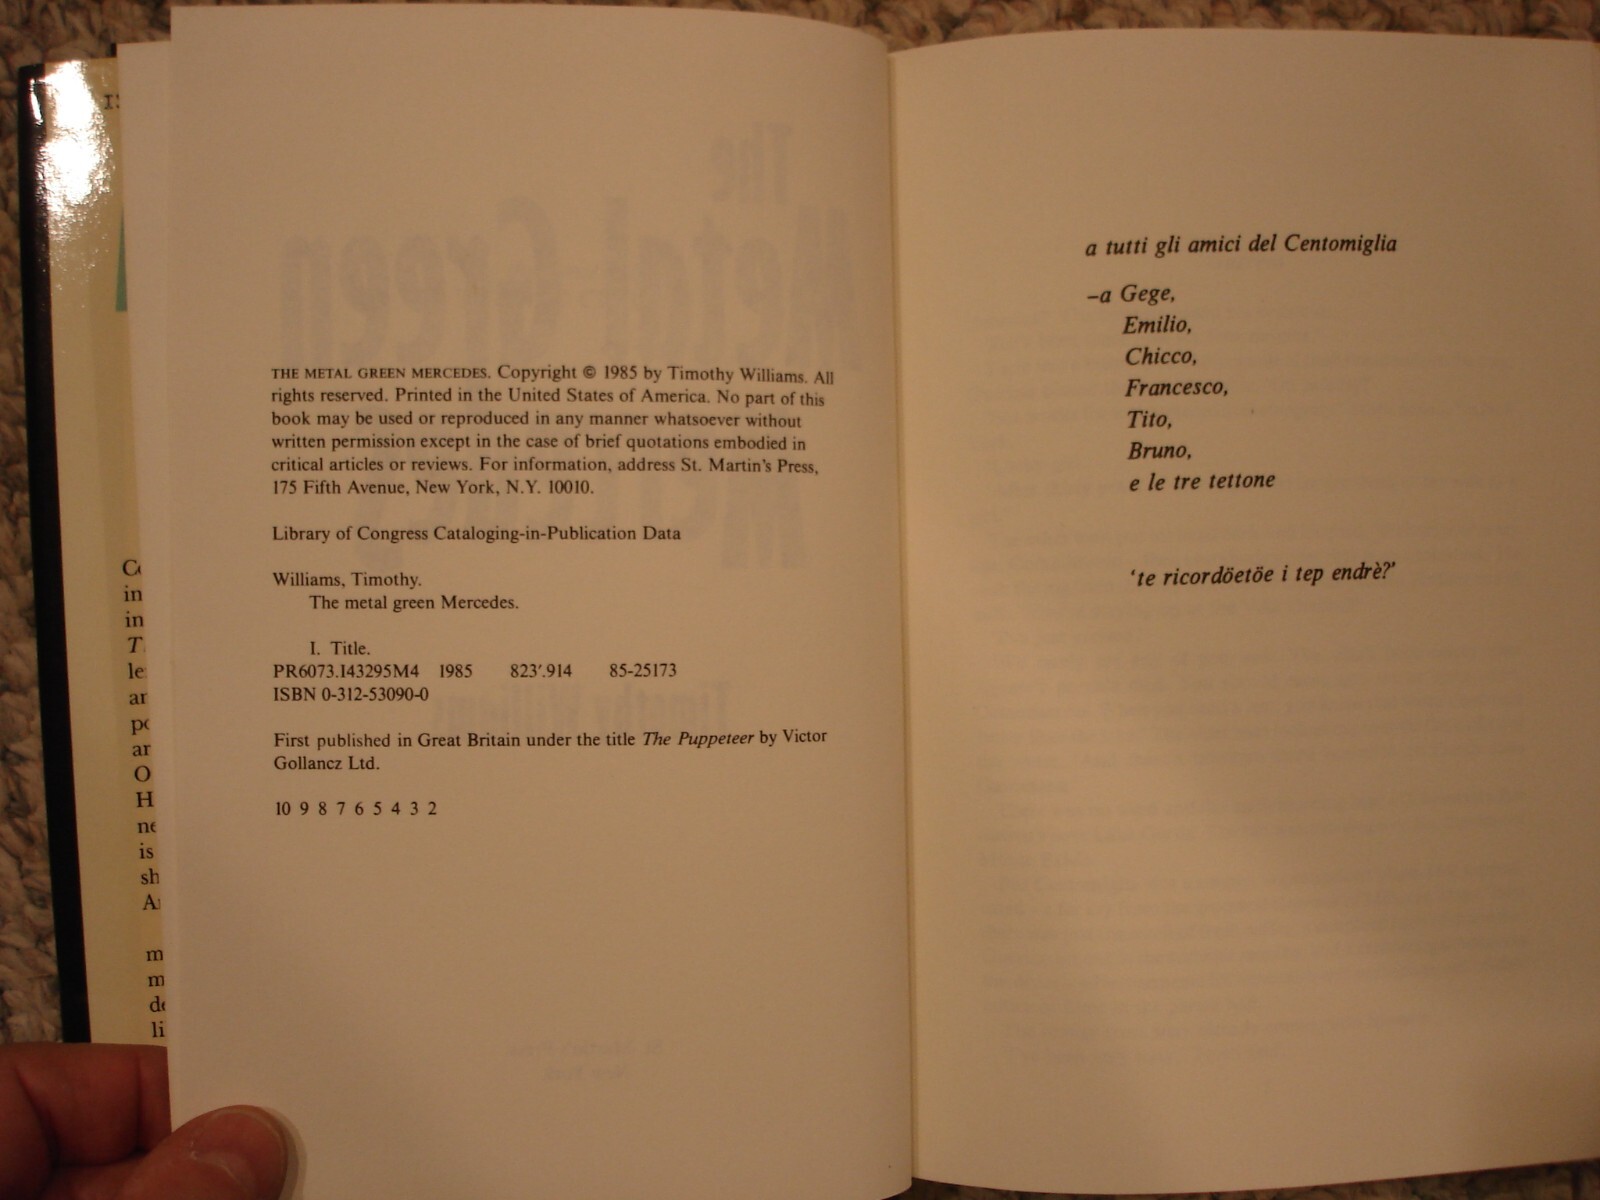 THE METAL GREEN MERCEDES. Copyright © 1985 by Timothy Williams. All
rights reserved. Printed in the United States of America. No part of this
book may be used or reproduced in any manner whatsoever without
written permission except in the case of brief quotations embodied in
critical articles or reviews. For information, address St. Martin's Press,
175 Fifth Avenue, New York, N.Y. 10010.
Library of Congress Cataloging-in-Publication Data
Williams, Timothy.
The metal green Mercedes.
I. Title.
PR6073.I43295M4 1985 823'.914 85-25173
ISBN 0-312-53090-0
First published in Great Britain under the title The Puppeteer by Victor
Gollancz Ltd.
10 9 8 7 6 5 4 3 2
a tutti gli amici del Centomiglia
–a Gege,
Emilio,
Chicco,
Francesco,
Tito,
Bruno,
e le tre tettone
'te ricordöetöe i tep endrè?'